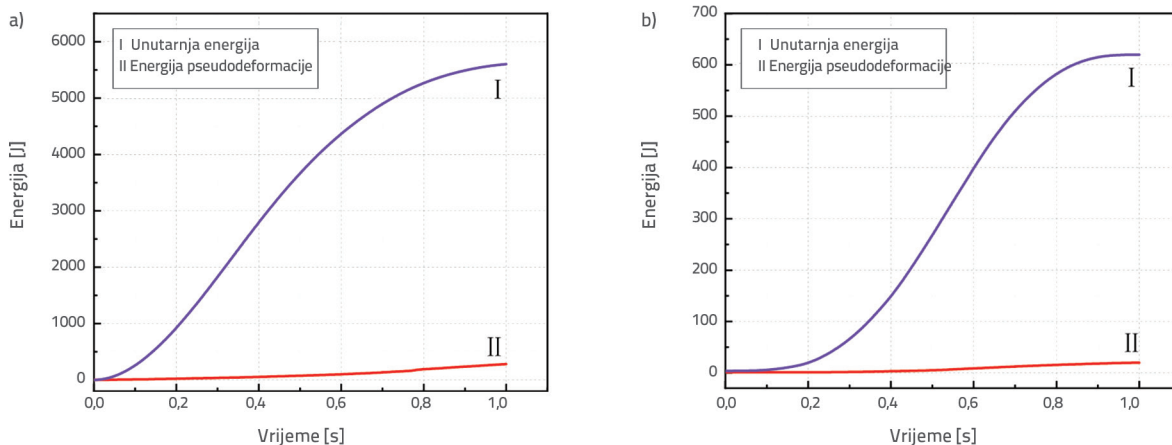 a)
6000
5000
4000
3000
2000
1000
0
Energija [J]
I Unutarnja energija
II Energija pseudodeformacije
I
II
0,0 0,2 0,4 0,6 0,8 1,0
Vrijeme [s]
b)
700
600
500
400
300
200
100
0
Energija [J]
I Unutarnja energija
II Energija pseudodeformacije
I
II
0,0 0,2 0,4 0,6 0,8 1,0
Vrijeme [s]